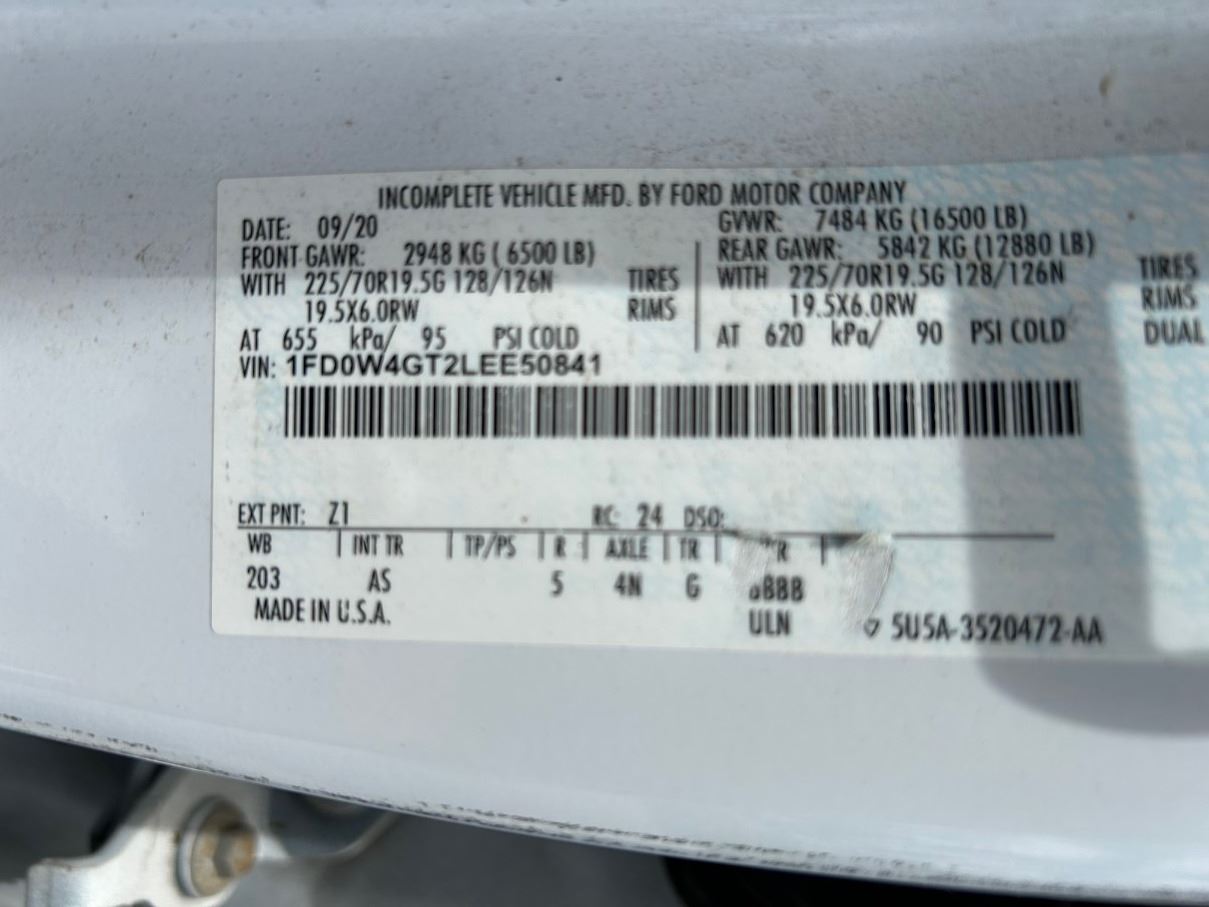 INCOMPLETE VEHICLE MFD. BY FORD MOTOR COMPANY
DATE: 09/20 GVWR: 7484 KG (16500 LB)
FRONT GAWR: 2948 KG ( 6500 LB) REAR GAWR: 5842 KG (12880 LB)
WITH 225/70R19.5G 128/126N TIRES WITH 225/70R19.5G 128/126N TIRES
19.5X6.0RW RIMS 19.5X6.0RW RIMS
AT 655 kPa/ 95 PSI COLD AT 620 kPa/ 90 PSI COLD DUAL
VIN: 1FD0W4GT2LEE50841
EXT PNT: Z1 RC: 24 DSO:
WB | INT TR | TP/PS | R | AXLE | TR |
203 AS 5 4N G
MADE IN U.S.A. ULN 5U5A-3520472-AA